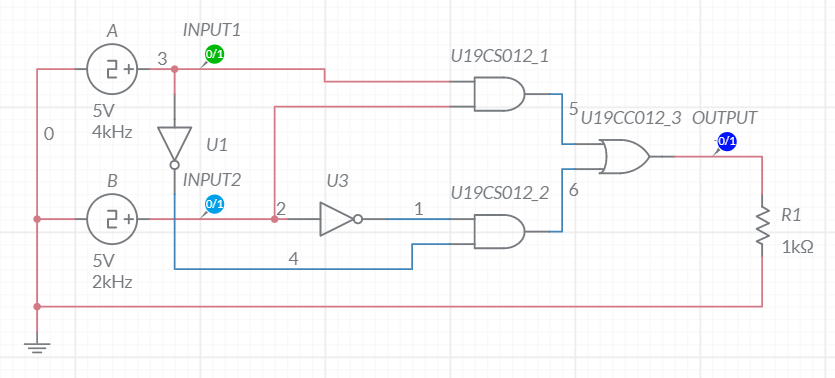 A
INPUT1
3
0/1
5V
4kHz
0
U1
U19CS012_1
5
U19CC012_3
OUTPUT
0/1
B
INPUT2
0/1
U3
2
1
U19CS012_2
6
5V
2kHz
4
R1
1kΩ